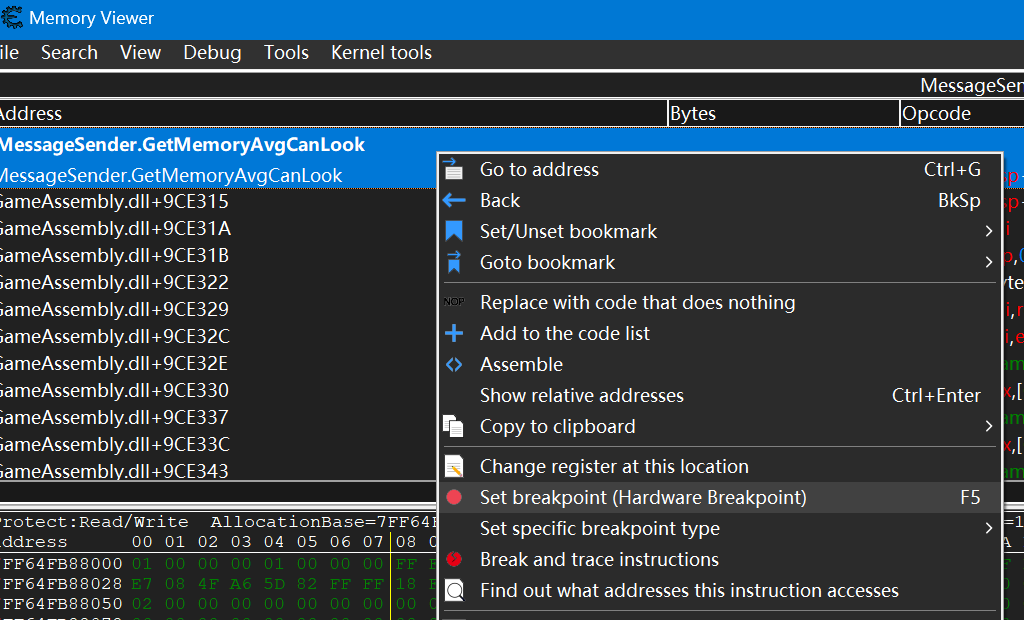 Memory Viewer
ile Search View Debug Tools Kernel tools
MessageSen
Address Bytes Opcode
MessageSender.GetMemoryAvgCanLook
MessageSender.GetMemoryAvgCanLook
GameAssembly.dll+9CE315
GameAssembly.dll+9CE31A
GameAssembly.dll+9CE31B
GameAssembly.dll+9CE322
GameAssembly.dll+9CE329
GameAssembly.dll+9CE32C
GameAssembly.dll+9CE32E
GameAssembly.dll+9CE330
GameAssembly.dll+9CE337
GameAssembly.dll+9CE33C
GameAssembly.dll+9CE343
Go to address Ctrl+G
Back BkSp
Set/Unset bookmark
Goto bookmark
NOP Replace with code that does nothing
Add to the code list
Assemble
Show relative addresses Ctrl+Enter
Copy to clipboard
Change register at this location
Set breakpoint (Hardware Breakpoint) F5
Set specific breakpoint type
Break and trace instructions
Find out what addresses this instruction accesses
Protect:Read/Write AllocationBase=7FF64F
address 00 01 02 03 04 05 06 07 08
FF64FB88000 01 00 00 00 01 00 00 00 FF
FF64FB88028 E7 08 4F A6 5D 82 FF FF 18
FF64FB88050 02 00 00 00 00 00 00 00 00